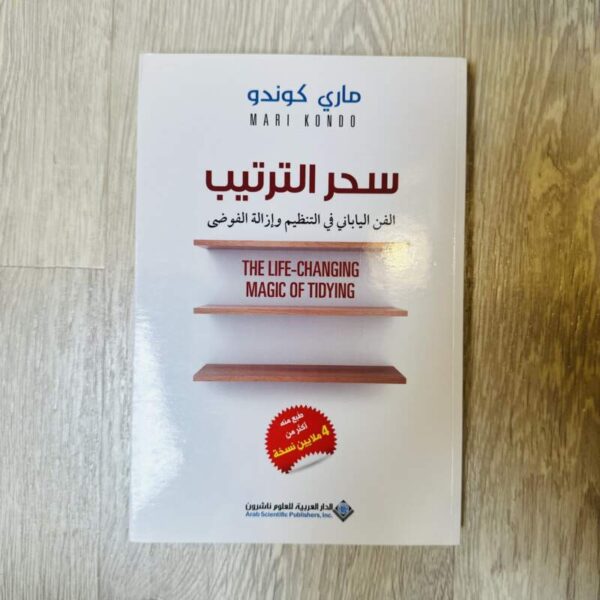 ماري كوندو
MARI KONDO
سحر الترتيب
الفن الياباني في التنظيم وإزالة الفوضى
THE LIFE-CHANGING
MAGIC OF TIDYING
طبع منه
أكثر من
4 ملايين نسخة
الدار العربية للعلوم ناشرون
Arab Scientific Publishers, Inc.